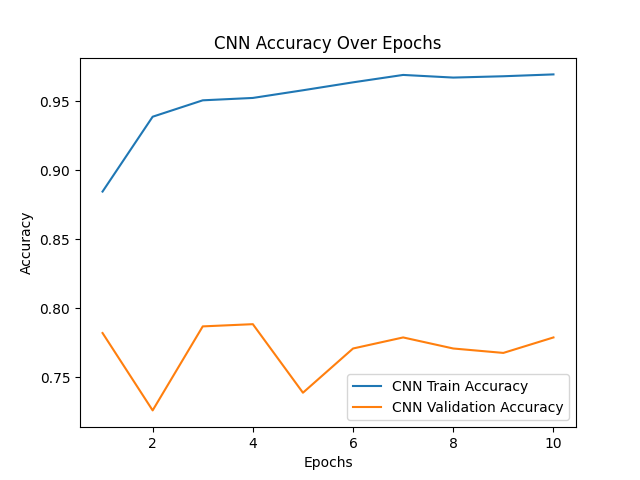 CNN Accuracy Over Epochs
Accuracy
0.95
0.90
0.85
0.80
0.75
CNN Train Accuracy
CNN Validation Accuracy
2 4 6 8 10
Epochs